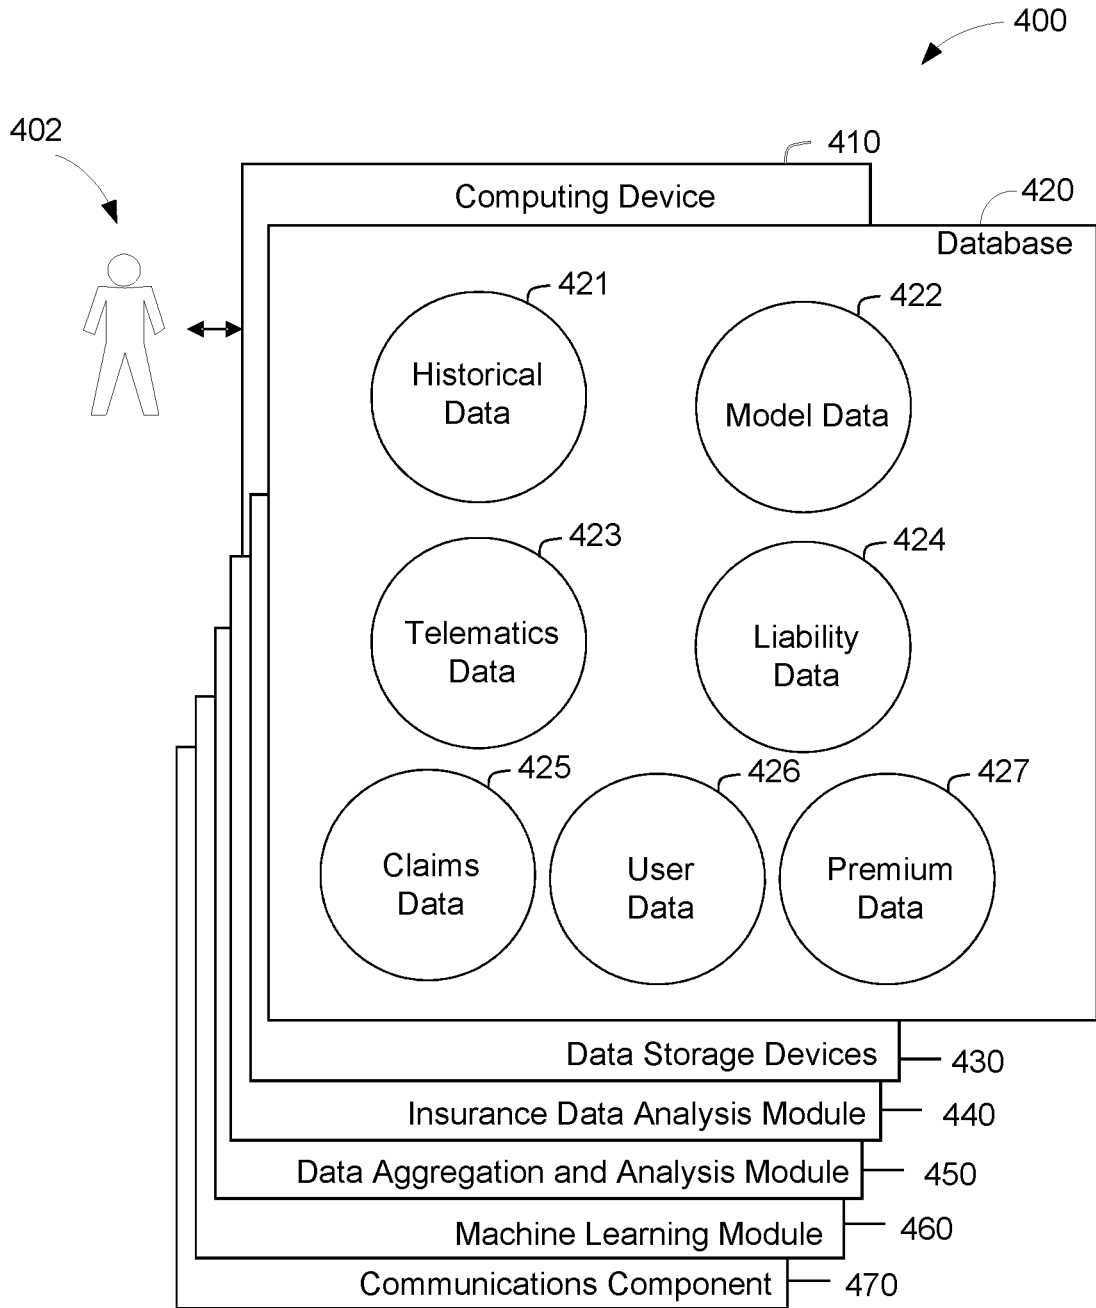 400
402
410
Computing Device
420
Database
421
422
Historical
Data
Model Data
423
424
Telematics
Data
Liability
Data
425
426
427
Claims
Data
User
Data
Premium
Data
Data Storage Devices
430
Insurance Data Analysis Module
440
Data Aggregation and Analysis Module
450
Machine Learning Module
460
Communications Component
470